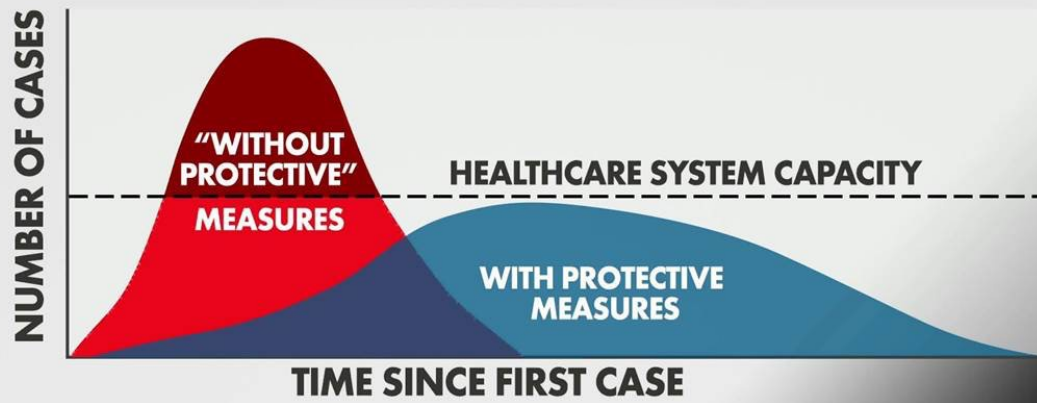 NUMBER OF CASES
“WITHOUT
PROTECTIVE”
MEASURES
HEALTHCARE SYSTEM CAPACITY
WITH PROTECTIVE
MEASURES
TIME SINCE FIRST CASE